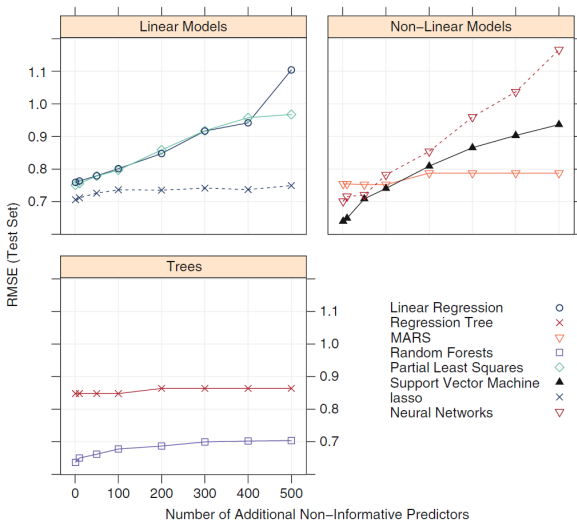 Linear Models
Non−Linear Models
1.1
1.0
0.9
0.8
0.7
RMSE (Test Set)
Trees
1.1
1.0
0.9
0.8
0.7
Linear Regression
Regression Tree
MARS
Random Forests
Partial Least Squares
Support Vector Machine
lasso
Neural Networks
0 100 200 300 400 500
Number of Additional Non−Informative Predictors